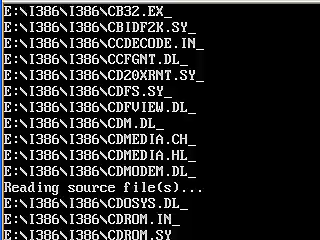 E:\I386\I386\CB32.EX_
E:\I386\I386\CBIDF2K.SY_
E:\I386\I386\CCDECODE.IN_
E:\I386\I386\CCFGNT.DL_
E:\I386\I386\CD20XRNT.SY_
E:\I386\I386\CDFS.SY_
E:\I386\I386\CDFVIEW.DL_
E:\I386\I386\CDM.DL_
E:\I386\I386\CDMEDIA.CH_
E:\I386\I386\CDMEDIA.HL_
E:\I386\I386\CDMODEM.DL_
Reading source file(s)...
E:\I386\I386\CDOSYS.DL_
E:\I386\I386\CDROM.IN_
E:\I386\I386\CDROM.SY